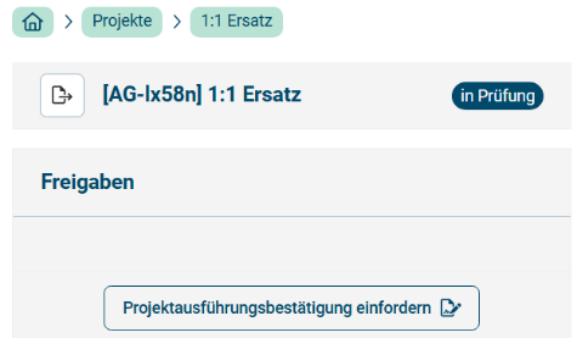 Projekte > 1:1 Ersatz
[AG-lx58n] 1:1 Ersatz in Prüfung
Freigaben
Projektausführungsbestätigung einfordern